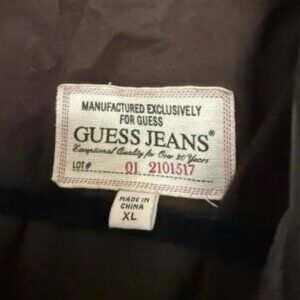 MANUFACTURED EXCLUSIVELY
FOR GUESS
GUESS JEANS®
Exceptional Quality for Over 20 Years
LOT# 01 2101517
MADE IN
CHINA
XL